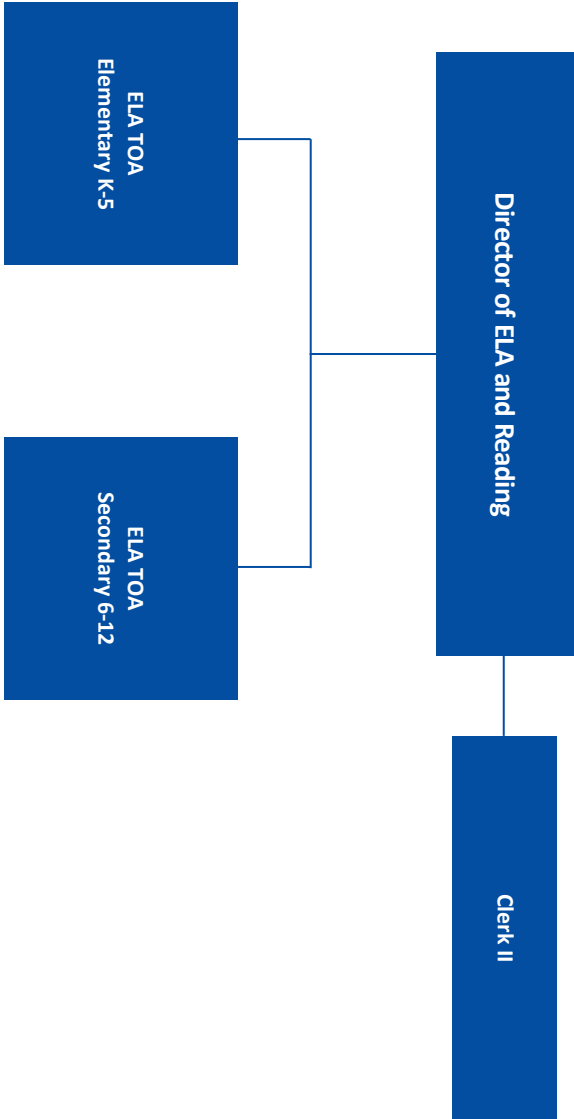 Director of ELA and Reading
Clerk II
ELA TOA
Elementary K-5
ELA TOA
Secondary 6-12